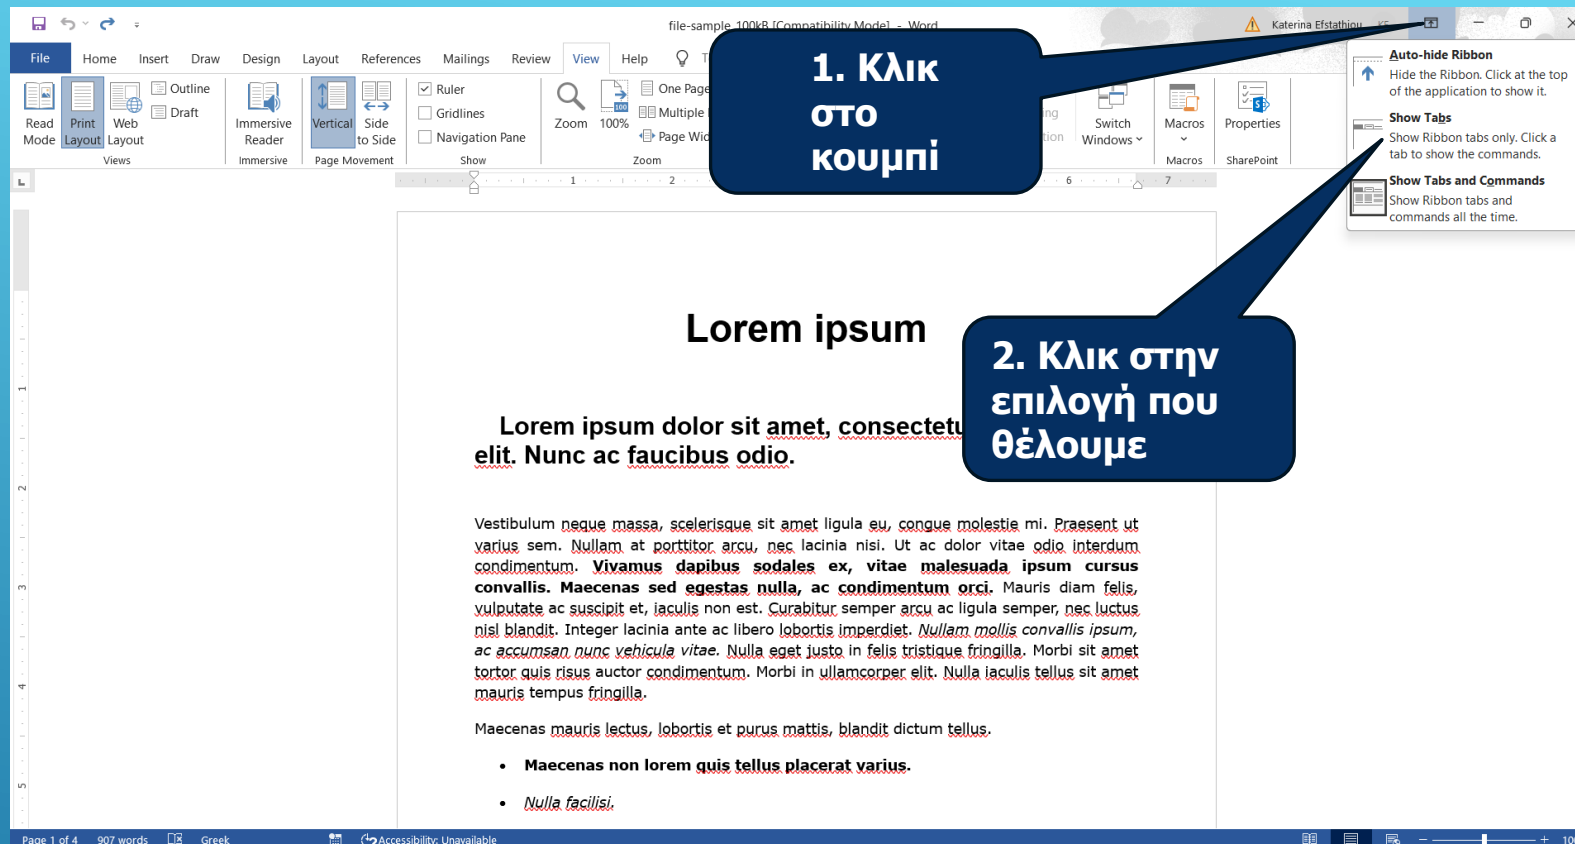 file-sample_100kB [Compatibility Mode] - Word
Katerina Efstathiou KE
File Home Insert Draw Design Layout References Mailings Review View Help
Read Mode
Print Layout
Web Layout
Outline
Draft
Views
Immersive Reader
Immersive
Vertical
Side to Side
Page Movement
Ruler
Gridlines
Navigation Pane
Show
Zoom
100%
One Page
Multiple
Page Wid
Zoom
Switch Windows
Macros
Macros
Properties
SharePoint
Auto-hide Ribbon
Hide the Ribbon. Click at the top
of the application to show it.
Show Tabs
Show Ribbon tabs only. Click a
tab to show the commands.
Show Tabs and Commands
Show Ribbon tabs and
commands all the time.
1. Κλικ
στο
κουμπί
2. Κλικ στην
επιλογή που
θέλουμε
1 2 6 7
Lorem ipsum
Lorem ipsum dolor sit amet, consectetu
elit. Nunc ac faucibus odio.
Vestibulum neque massa, scelerisque sit amet ligula eu, congue molestie mi. Praesent ut
varius sem. Nullam at porttitor arcu, nec lacinia nisi. Ut ac dolor vitae odio interdum
condimentum. Vivamus dapibus sodales ex, vitae malesuada ipsum cursus
convallis. Maecenas sed egestas nulla, ac condimentum orci. Mauris diam felis,
vulputate ac suscipit et, iaculis non est. Curabitur semper arcu ac ligula semper, nec luctus
nisl blandit. Integer lacinia ante ac libero lobortis imperdiet. Nullam mollis convallis ipsum,
ac accumsan nunc vehicula vitae. Nulla eget justo in felis tristique fringilla. Morbi sit amet
tortor quis risus auctor condimentum. Morbi in ullamcorper elit. Nulla iaculis tellus sit amet
mauris tempus fringilla.
Maecenas mauris lectus, lobortis et purus mattis, blandit dictum tellus.
• Maecenas non lorem quis tellus placerat varius.
• Nulla facilisi.
1
2
3
4
5
Page 1 of 4 907 words Greek Accessibility: Unavailable